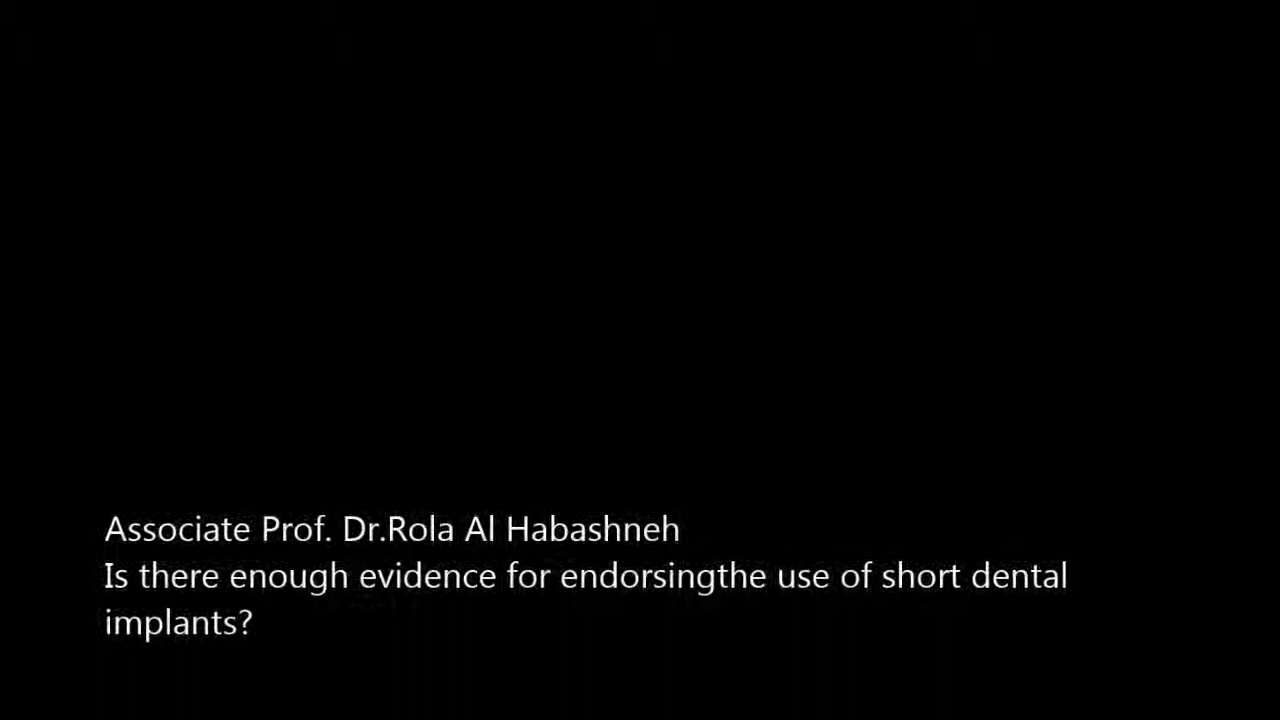 Associate Prof. Dr.Rola Al Habashneh
Is there enough evidence for endorsingthe use of short dental
implants?